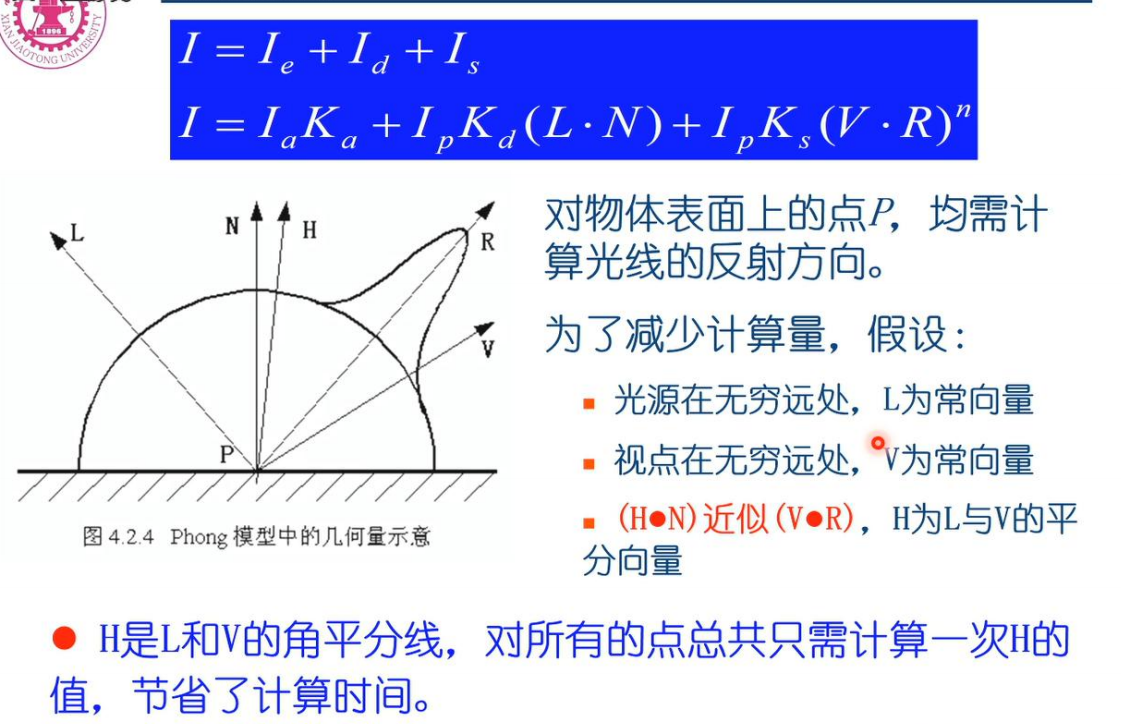 XIAN JIAOTONG UNIVERSITY
1896
I = I_e + I_d + I_s
I = I_a K_a + I_p K_d (L · N) + I_p K_s (V · R)^n
L
N
H
R
V
P
图 4.2.4 Phong 模型中的几何量示意
对物体表面上的点P，均需计
算光线的反射方向。
为了减少计算量，假设：
光源在无穷远处，L为常向量
视点在无穷远处，V为常向量
(H●N)近似(V●R)，H为L与V的平
分向量
● H是L和V的角平分线，对所有的点总共只需计算一次H的
值，节省了计算时间。